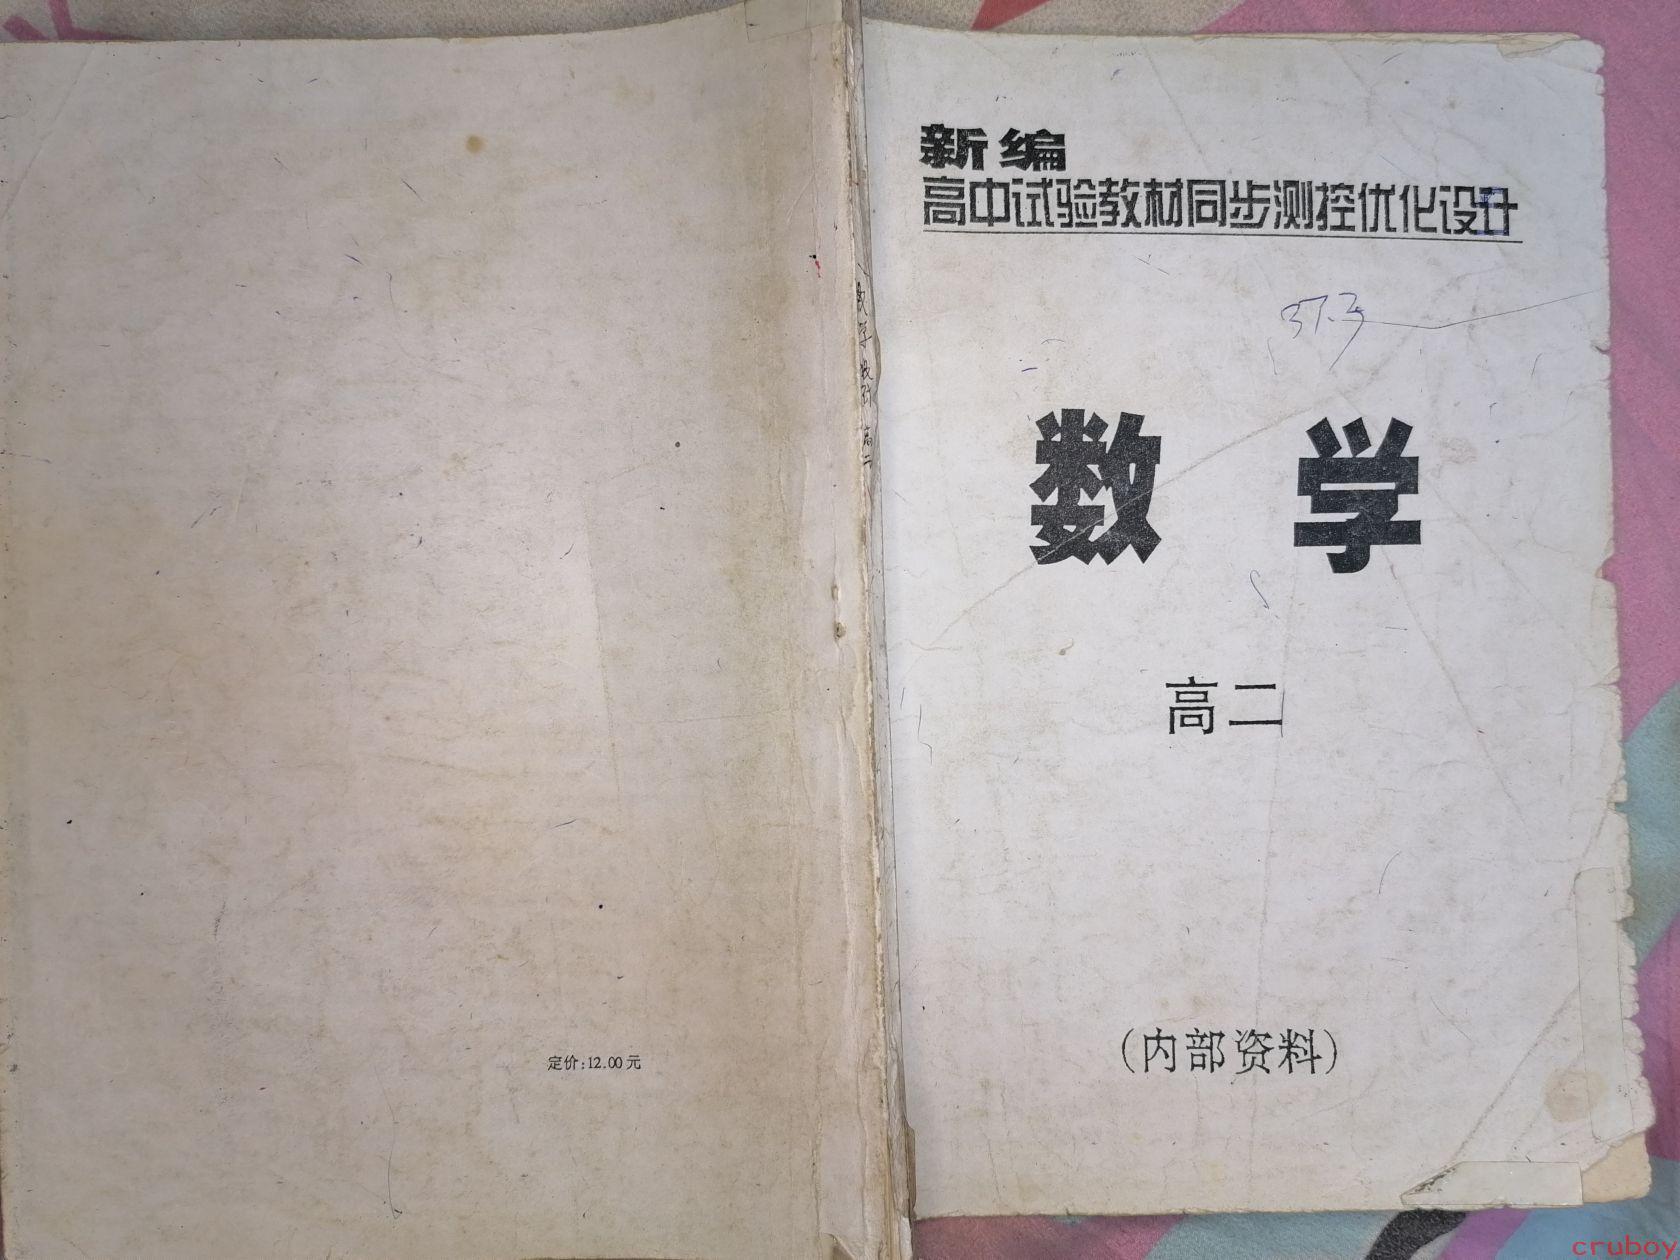 新编
高中试验教材同步测控优化设计
37.3
数学
高二
(内部资料)
定价:12.00元
cruboy